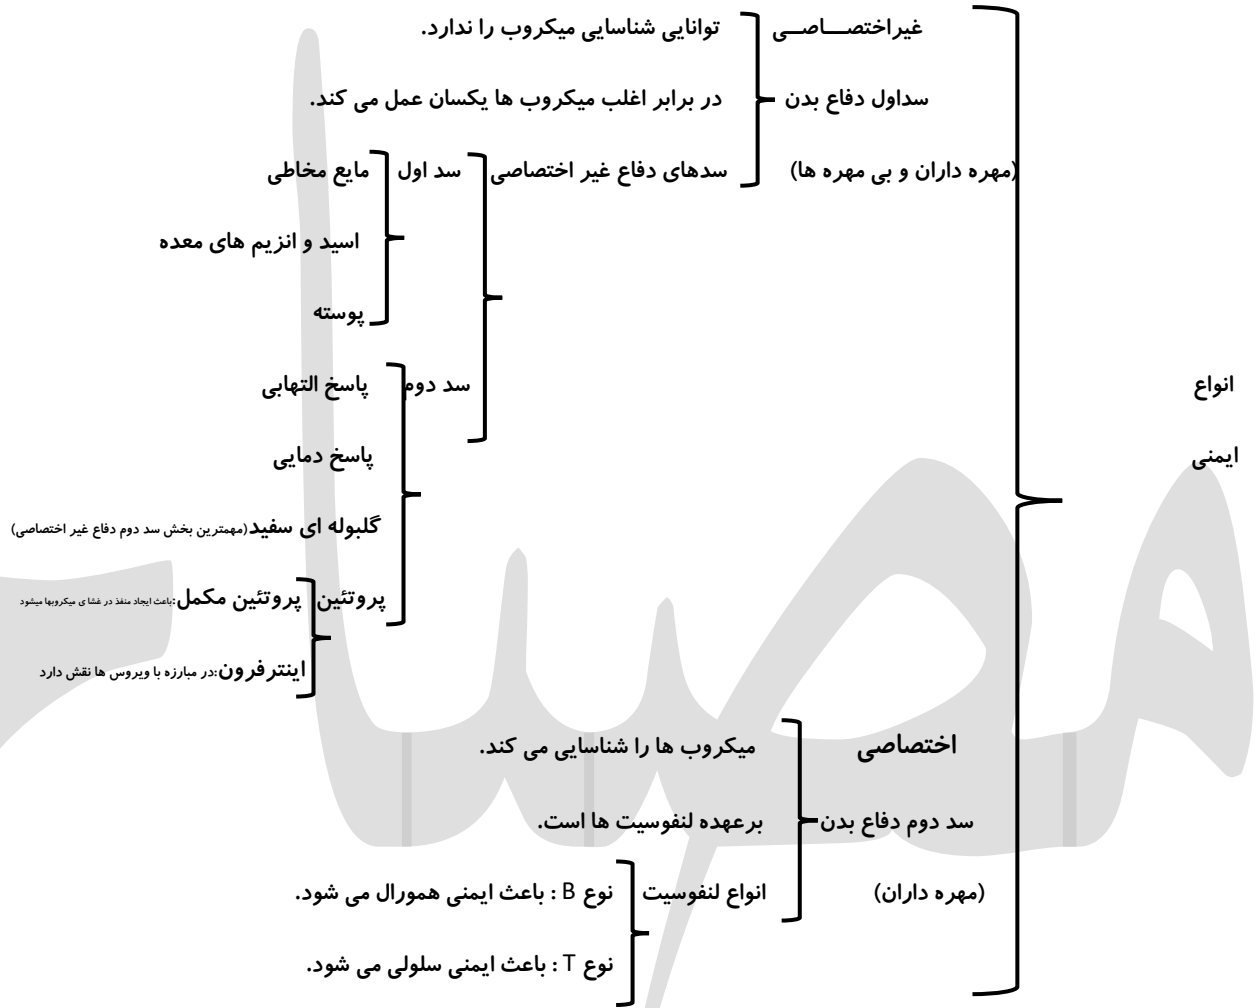 غیراختصـــاصــی توانایی شناسایی میکروب را ندارد.
سداول دفاع بدن در برابر اغلب میکروب ها یکسان عمل می کند.
(مهره داران و بی مهره ها) سدهای دفاع غیر اختصاصی سد اول مایع مخاطی
اسید و انزیم های معده
پوسته
انواع سد دوم پاسخ التهابی
ایمنی پاسخ دمایی
گلبوله ای سفید(مهمترین بخش سد دوم دفاع غیر اختصاصی)
پروتئین پروتئین مکمل:باعث ایجاد منفذ در غشا ی میکروبها میشود
اینترفرون:در مبارزه با ویروس ها نقش دارد
اختصاصی میکروب ها را شناسایی می کند.
سد دوم دفاع بدن برعهده لنفوسیت ها است.
(مهره داران) انواع لنفوسیت نوع B : باعث ایمنی همورال می شود.
نوع T : باعث ایمنی سلولی می شود.